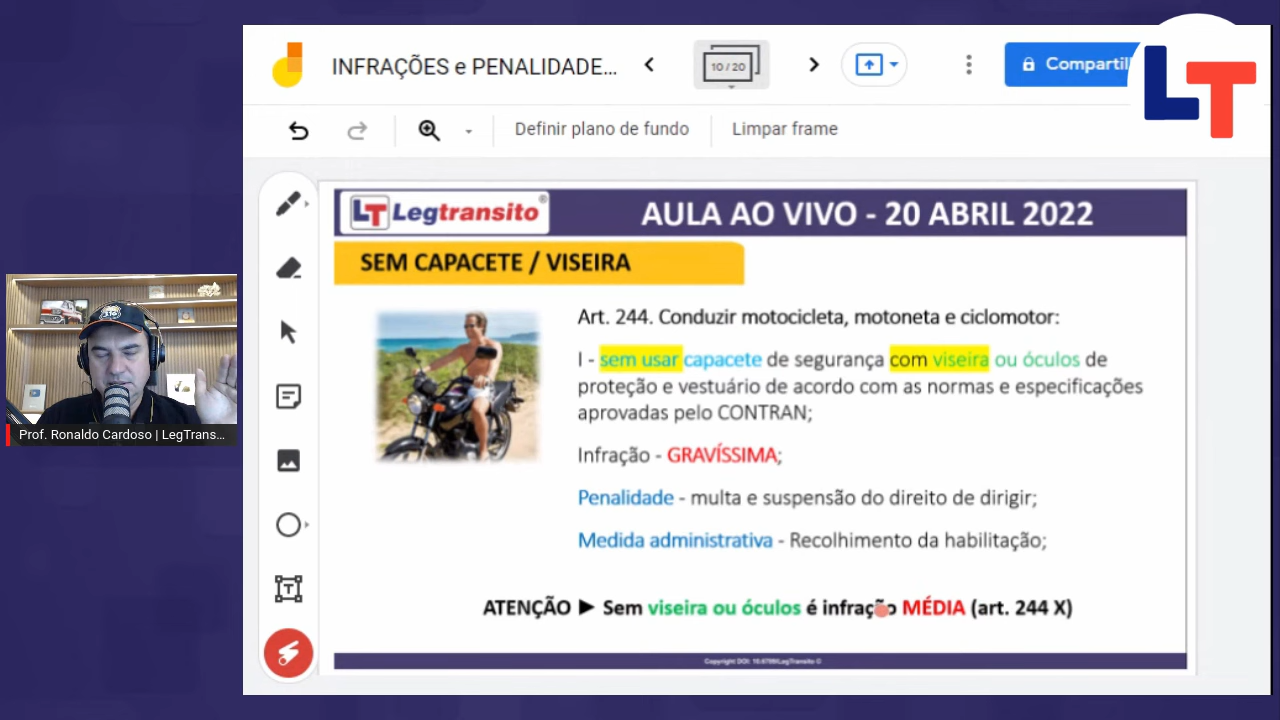 INFRAÇÕES e PENALIDADE...
10 / 20
Compartil
LT
Definir plano de fundo
Limpar frame
LT Legtransito®
AULA AO VIVO - 20 ABRIL 2022
SEM CAPACETE / VISEIRA
Art. 244. Conduzir motocicleta, motoneta e ciclomotor:
I - sem usar capacete de segurança com viseira ou óculos de
proteção e vestuário de acordo com as normas e especificações
aprovadas pelo CONTRAN;
Infração - GRAVÍSSIMA;
Penalidade - multa e suspensão do direito de dirigir;
Medida administrativa - Recolhimento da habilitação;
ATENÇÃO ► Sem viseira ou óculos é infração MÉDIA (art. 244 X)
Prof. Ronaldo Cardoso | LegTrans...